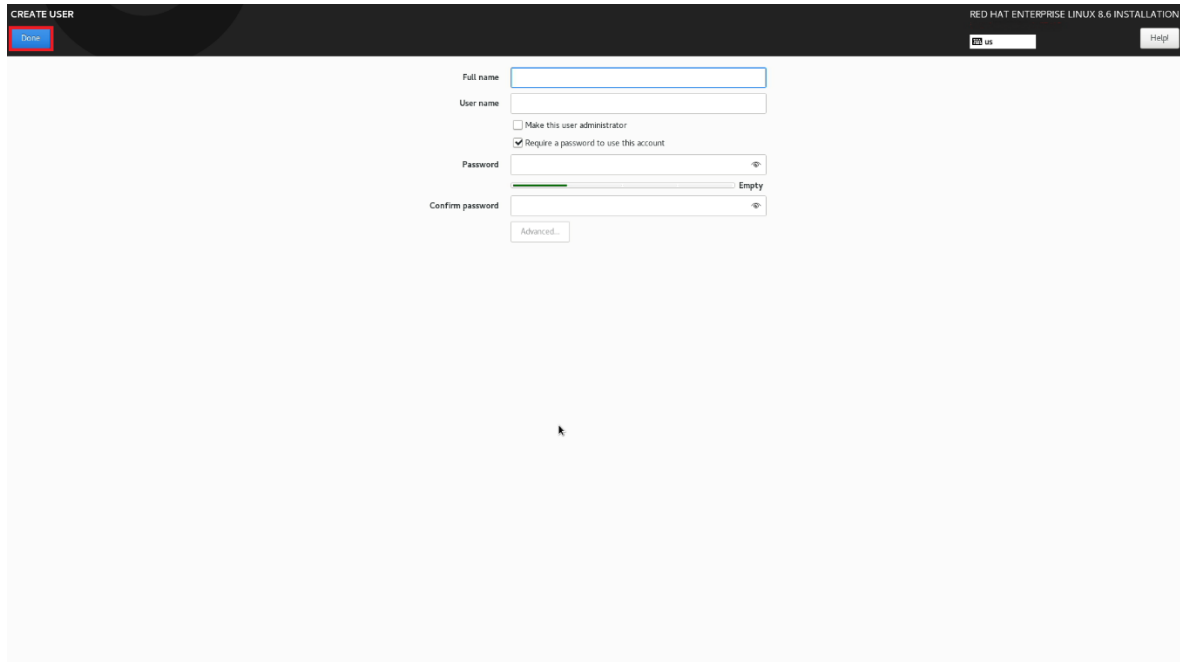 CREATE USER
RED HAT ENTERPRISE LINUX 8.6 INSTALLATION
Done
us
Help!
Full name
User name
Make this user administrator
Require a password to use this account
Password
Empty
Confirm password
Advanced...